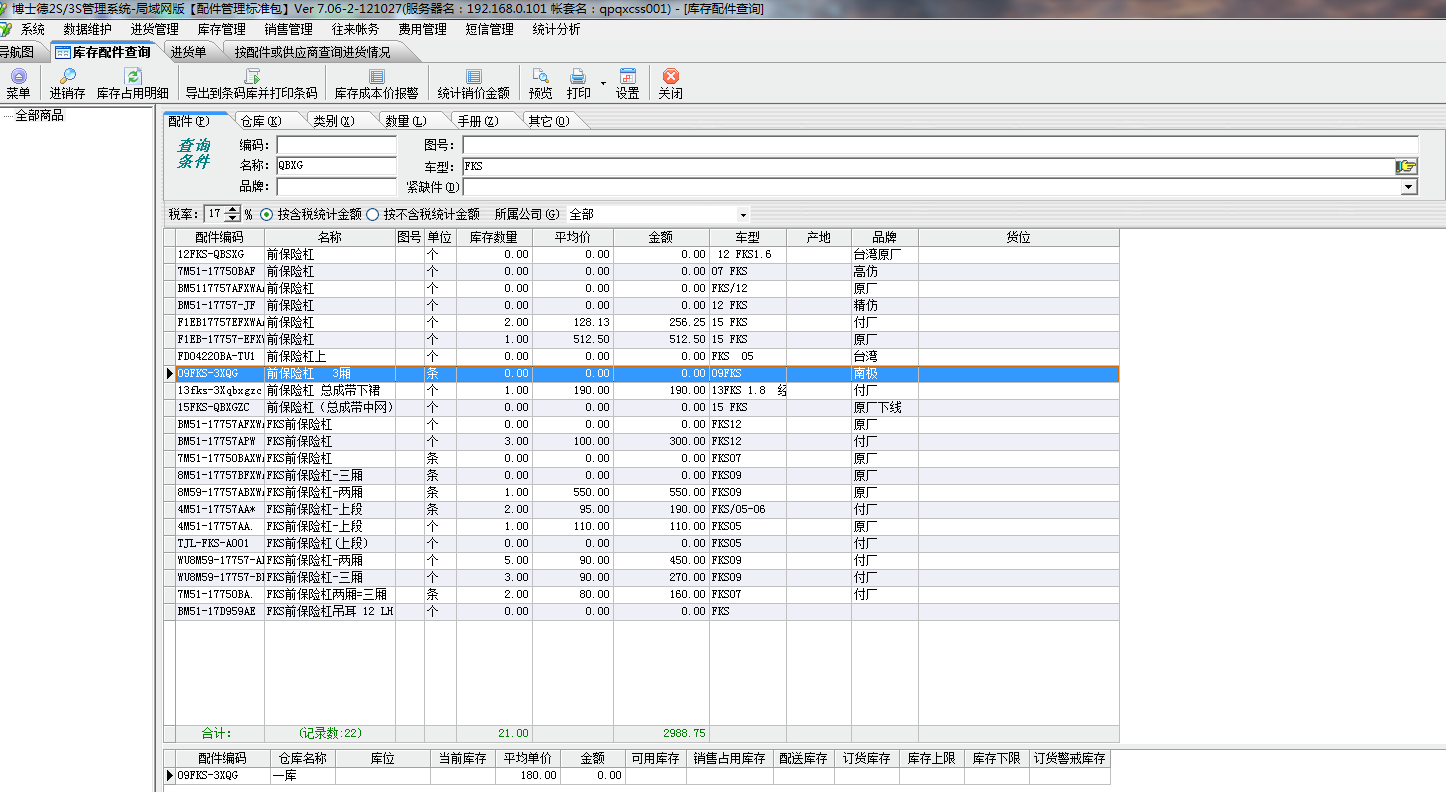 博士德2S/3S管理系统-局域网版【配件管理标准包】Ver 7.06-2-121027(服务器名：192.168.0.101 帐套名：qpqxcss001) - [库存配件查询]
系统 数据维护 进货管理 库存管理 销售管理 往来帐务 费用管理 短信管理 统计分析
导航图 库存配件查询 进货单 按配件或供应商查询进货情况
菜单 进销存 库存占用明细 导出到条码库并打印条码 库存成本价报警 统计销价金额 预览 打印 设置 关闭
全部商品
配件(P) 仓库(K) 类别(X) 数量(L) 手册(Z) 其它(O)
查询条件
编码： 图号：
名称：QBXG 车型：FKS
品牌： 紧缺件(D)
税率：17 % 按含税统计金额 按不含税统计金额 所属公司(G) 全部
配件编码 名称 图号 单位 库存数量 平均价 金额 车型 产地 品牌 货位
12FKS-QBSXG 前保险杠 个 0.00 0.00 0.00 12 FKS1.6 台湾原厂
7M51-17750BAF 前保险杠 个 0.00 0.00 0.00 07 FKS 高仿
BM5117757AFXWA 前保险杠 个 0.00 0.00 0.00 FKS/12 原厂
BM51-17757-JF 前保险杠 个 0.00 0.00 0.00 12 FKS 精仿
F1EB17757EFXWA 前保险杠 个 2.00 128.13 256.25 15 FKS 付厂
F1EB-17757-EFX 前保险杠 个 1.00 512.50 512.50 15 FKS 原厂
FD04220BA-TU1 前保险杠上 个 0.00 0.00 0.00 FKS 05 台湾
09FKS-3XQG 前保险杠 3厢 条 0.00 0.00 0.00 09FKS 南极
13fks-3Xqbxgzc 前保险杠 总成带下裙 个 1.00 190.00 190.00 13FKS 1.8 经 付厂
15FKS-QBXGZC 前保险杠（总成带中网） 个 0.00 0.00 0.00 15 FKS 原厂下线
BM51-17757AFXW FKS前保险杠 个 0.00 0.00 0.00 FKS12 原厂
BM51-17757APW FKS前保险杠 个 3.00 100.00 300.00 FKS12 付厂
7M51-17750BAXW FKS前保险杠 条 0.00 0.00 0.00 FKS07 原厂
8M51-17757BFXW FKS前保险杠-三厢 条 0.00 0.00 0.00 FKS09 原厂
8M59-17757ABXW FKS前保险杠-两厢 条 1.00 550.00 550.00 FKS09 原厂
4M51-17757AA* FKS前保险杠-上段 条 2.00 95.00 190.00 FKS/05-06 付厂
4M51-17757AA. FKS前保险杠-上段 个 1.00 110.00 110.00 FKS05 原厂
TJL-FKS-A001 FKS前保险杠(上段) 个 0.00 0.00 0.00 FKS05 付厂
WU8M59-17757-A FKS前保险杠-两厢 个 5.00 90.00 450.00 FKS09 付厂
WU8M59-17757-B FKS前保险杠-三厢 个 3.00 90.00 270.00 FKS09 付厂
7M51-17750BA. FKS前保险杠两厢=三厢 条 2.00 80.00 160.00 FKS07 付厂
BM51-17D959AE FKS前保险杠吊耳 12 LH 个 0.00 0.00 0.00 FKS
合计： (记录数:22) 21.00 2988.75
配件编码 仓库名称 库位 当前库存 平均单价 金额 可用库存 销售占用库存 配送库存 订货库存 库存上限 库存下限 订货警戒库存
09FKS-3XQG 一库 180.00 0.00